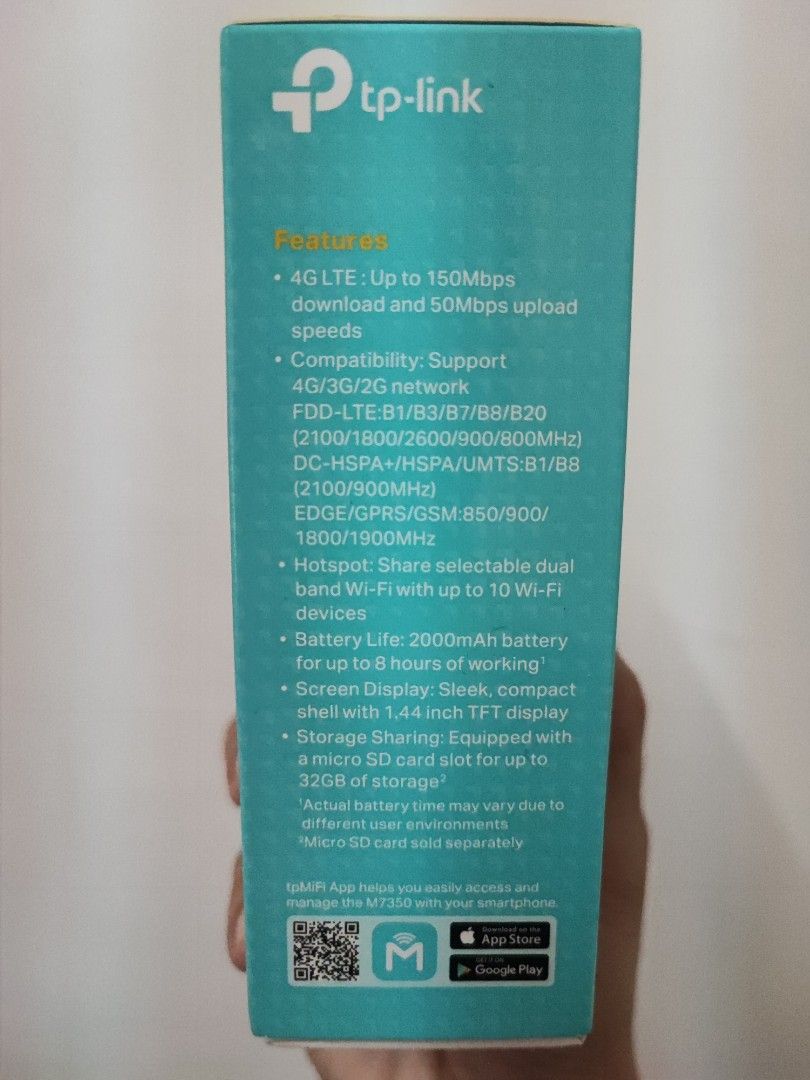 tp-link
Features
• 4G LTE : Up to 150Mbps
download and 50Mbps upload
speeds
• Compatibility: Support
4G/3G/2G network
FDD-LTE:B1/B3/B7/B8/B20
(2100/1800/2600/900/800MHz)
DC-HSPA+/HSPA/UMTS:B1/B8
(2100/900MHz)
EDGE/GPRS/GSM:850/900/
1800/1900MHz
• Hotspot: Share selectable dual
band Wi-Fi with up to 10 Wi-Fi
devices
• Battery Life: 2000mAh battery
for up to 8 hours of working¹
• Screen Display: Sleek, compact
shell with 1.44 inch TFT display
• Storage Sharing: Equipped with
a micro SD card slot for up to
32GB of storage²
¹Actual battery time may vary due to
different user environments
²Micro SD card sold separately
tpMiFi App helps you easily access and
manage the M7350 with your smartphone.
M
Download on the
App Store
GET IT ON
Google Play